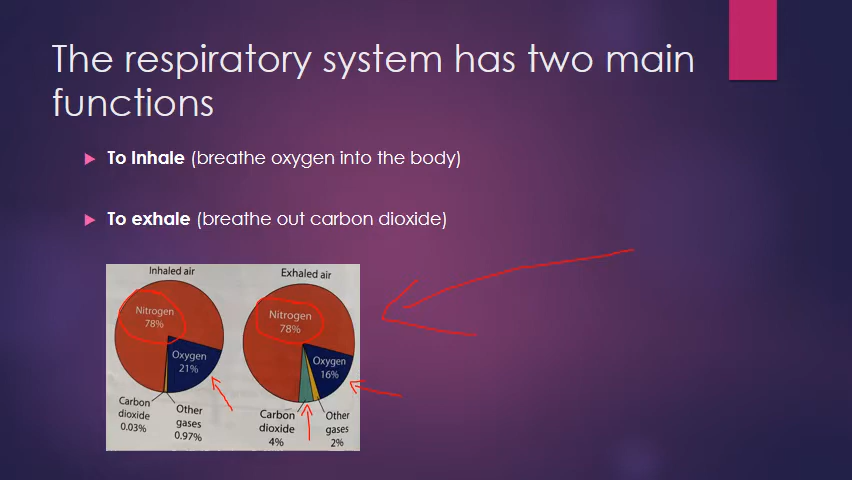 The respiratory system has two main
functions
To Inhale (breathe oxygen into the body)
To exhale (breathe out carbon dioxide)
Inhaled air
Nitrogen
78%
Oxygen
21%
Carbon
dioxide
0.03%
Other
gases
0.97%
Exhaled air
Nitrogen
78%
Oxygen
16%
Carbon
dioxide
4%
Other
gases
2%